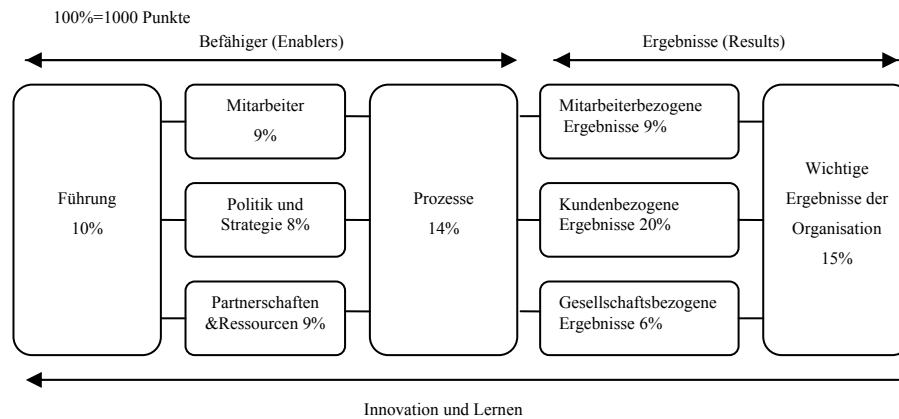 100%=1000 Punkte
Befähiger (Enablers)
Ergebnisse (Results)
Führung
10%
Mitarbeiter
9%
Politik und
Strategie 8%
Partnerschaften
&Ressourcen 9%
Prozesse
14%
Mitarbeiterbezogene
Ergebnisse 9%
Kundenbezogene
Ergebnisse 20%
Gesellschaftsbezogene
Ergebnisse 6%
Wichtige
Ergebnisse der
Organisation
15%
Innovation und Lernen